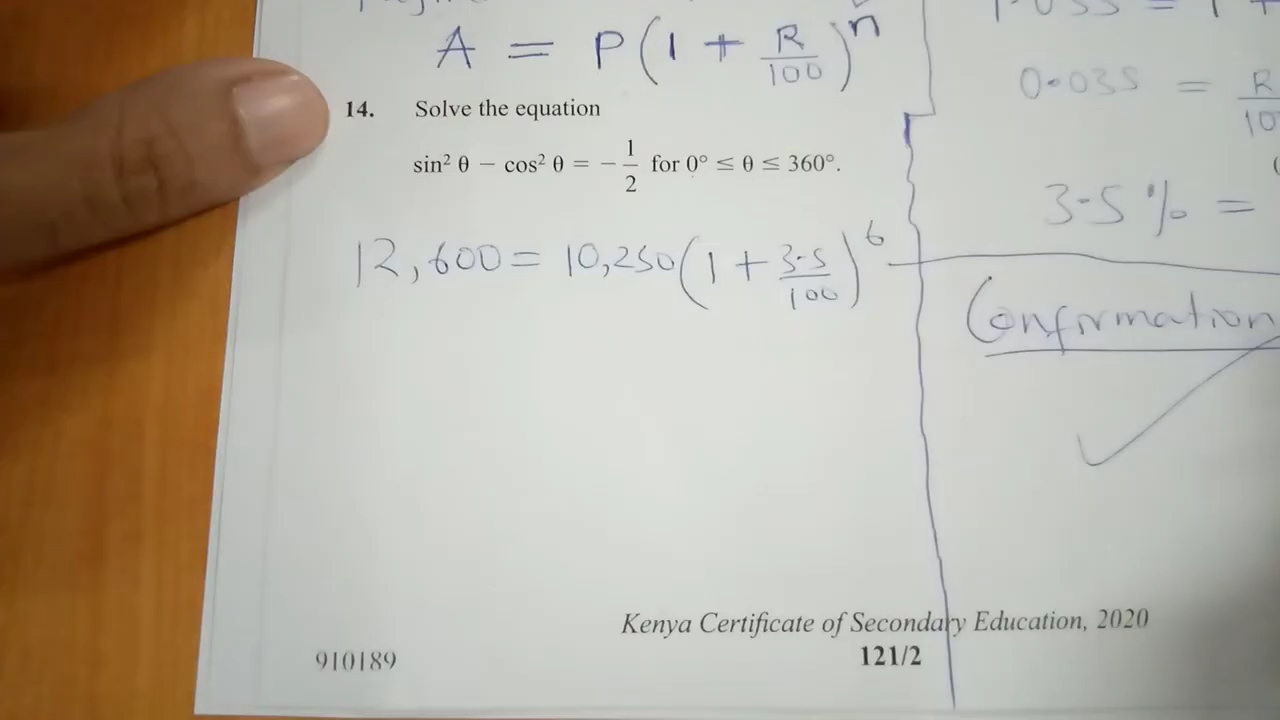 A = P(1 + R/100)^n
14. Solve the equation
sin² θ − cos² θ = −1/2 for 0° ≤ θ ≤ 360°.
12,600 = 10,250(1 + 3.5/100)^6
Kenya Certificate of Secondary Education, 2020
910189
121/2
0.035 = R
3.5% =
Confirmation